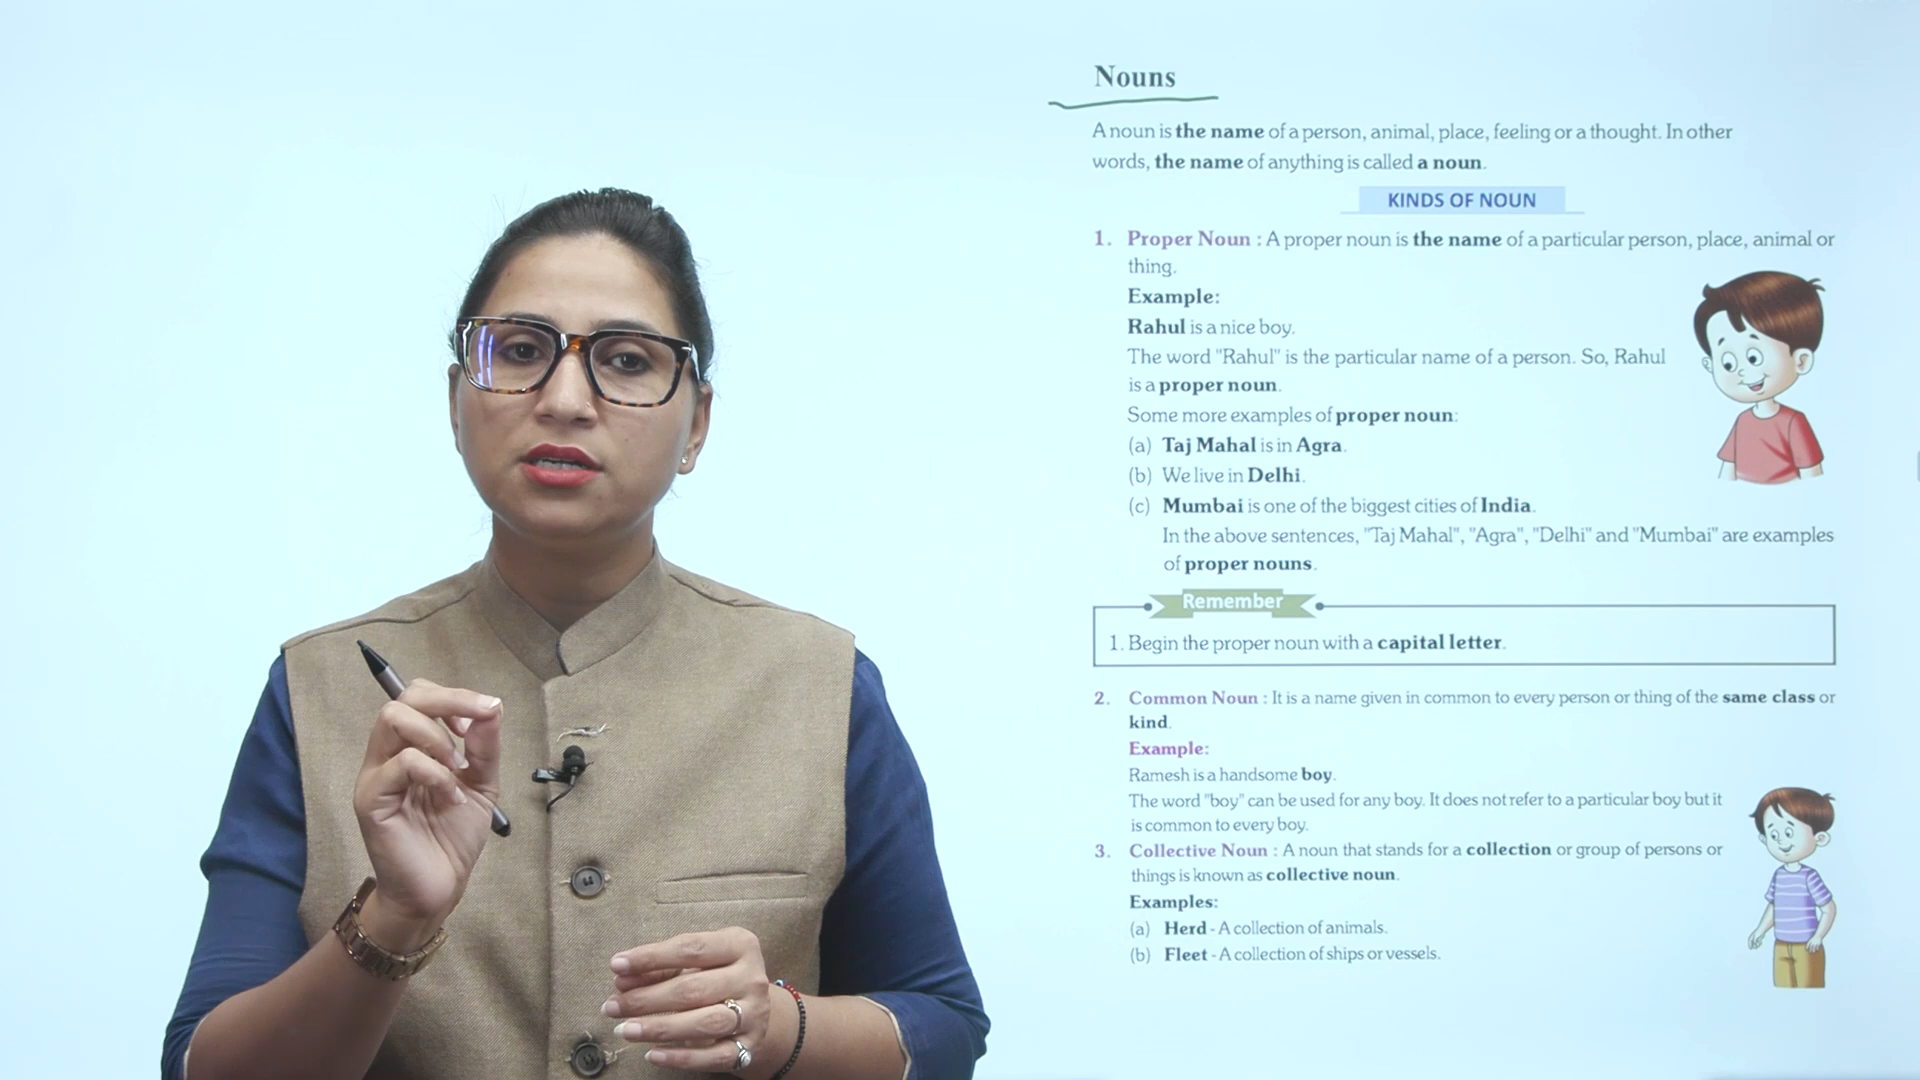 Nouns
A noun is the name of a person, animal, place, feeling or a thought. In other
words, the name of anything is called a noun.
KINDS OF NOUN
1. Proper Noun : A proper noun is the name of a particular person, place, animal or
thing.
Example:
Rahul is a nice boy.
The word "Rahul" is the particular name of a person. So, Rahul
is a proper noun.
Some more examples of proper noun:
(a) Taj Mahal is in Agra.
(b) We live in Delhi.
(c) Mumbai is one of the biggest cities of India.
In the above sentences, "Taj Mahal", "Agra", "Delhi" and "Mumbai" are examples
of proper nouns.
Remember
1. Begin the proper noun with a capital letter.
2. Common Noun : It is a name given in common to every person or thing of the same class or
kind.
Example:
Ramesh is a handsome boy.
The word "boy" can be used for any boy. It does not refer to a particular boy but it
is common to every boy.
3. Collective Noun : A noun that stands for a collection or group of persons or
things is known as collective noun.
Examples:
(a) Herd - A collection of animals.
(b) Fleet - A collection of ships or vessels.